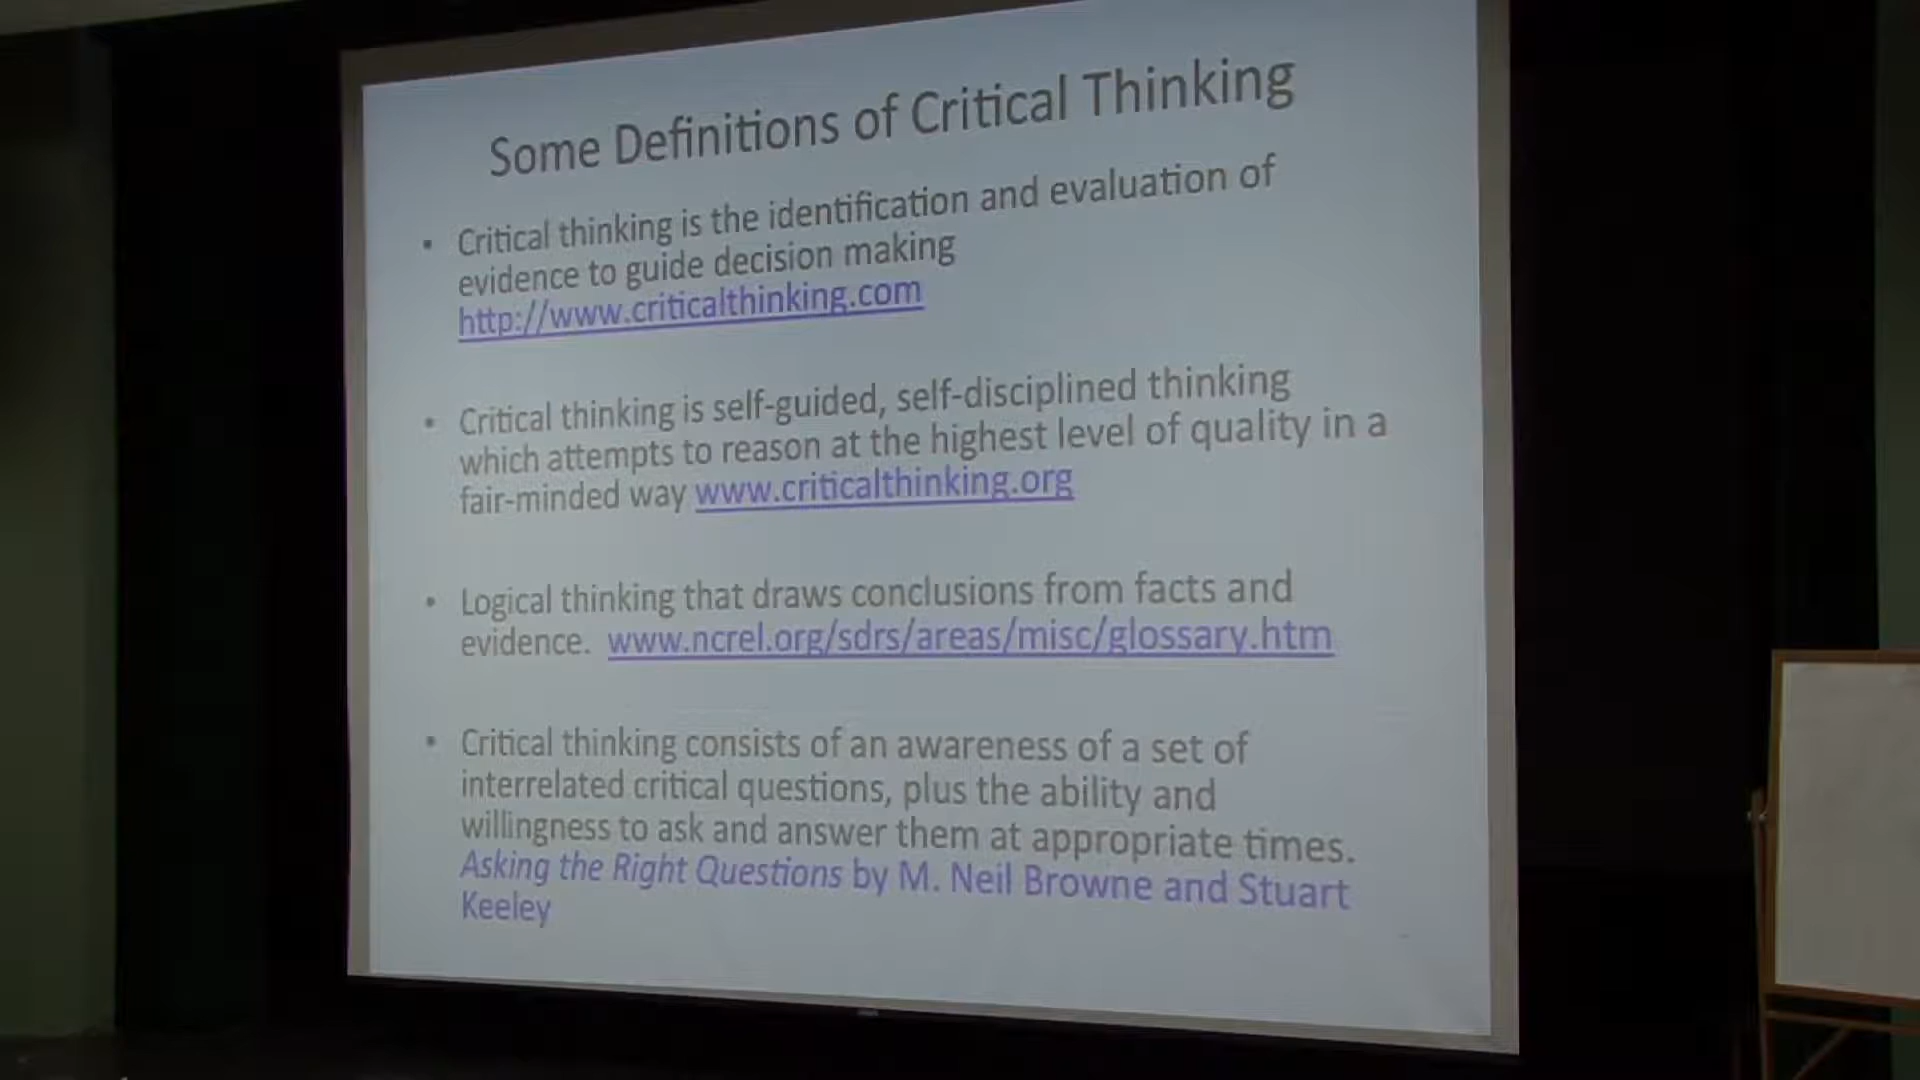 Some Definitions of Critical Thinking
• Critical thinking is the identification and evaluation of
evidence to guide decision making
http://www.criticalthinking.com
• Critical thinking is self-guided, self-disciplined thinking
which attempts to reason at the highest level of quality in a
fair-minded way www.criticalthinking.org
• Logical thinking that draws conclusions from facts and
evidence. www.ncrel.org/sdrs/areas/misc/glossary.htm
• Critical thinking consists of an awareness of a set of
interrelated critical questions, plus the ability and
willingness to ask and answer them at appropriate times.
Asking the Right Questions by M. Neil Browne and Stuart
Keeley